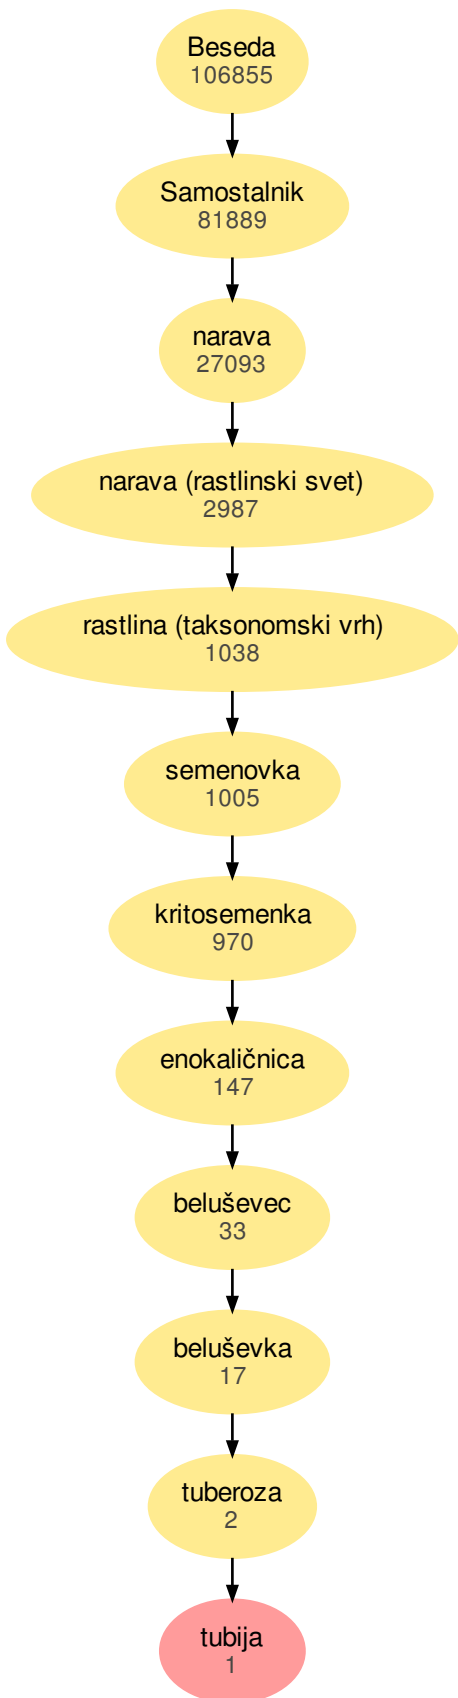 Beseda
106855
Samostalnik
81889
narava
27093
narava (rastlinski svet)
2987
rastlina (taksonomski vrh)
1038
semenovka
1005
kritosemenka
970
enokaličnica
147
beluševec
33
beluševka
17
tuberoza
2
tubija
1